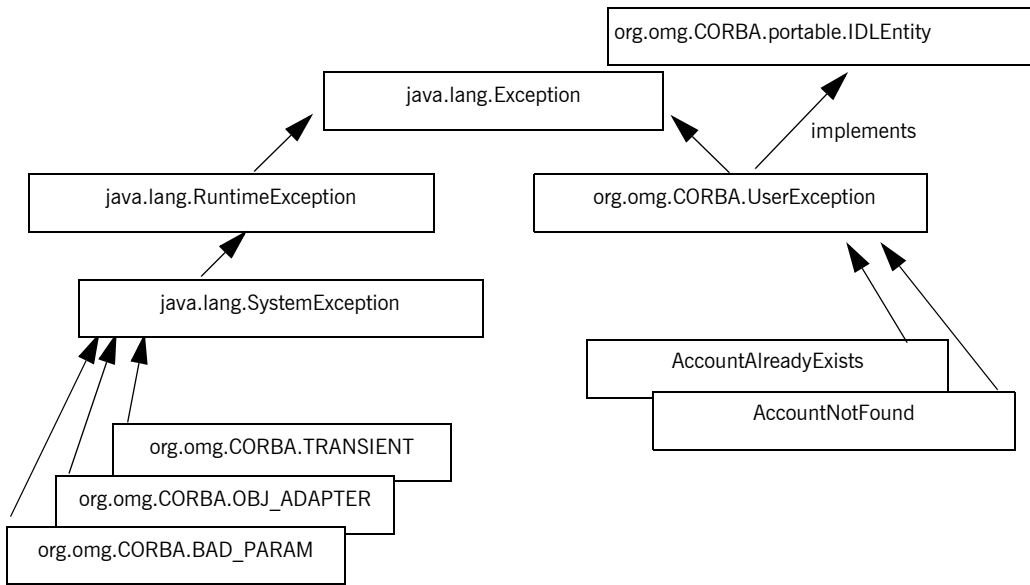 org.omg.CORBA.portable.IDLEntity
java.lang.Exception
implements
java.lang.RuntimeException
org.omg.CORBA.UserException
java.lang.SystemException
AccountAlreadyExists
AccountNotFound
org.omg.CORBA.TRANSIENT
org.omg.CORBA.OBJ_ADAPTER
org.omg.CORBA.BAD_PARAM